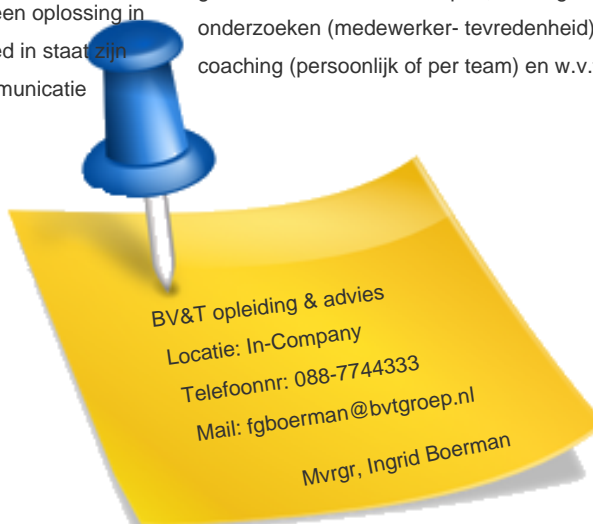 een oplossing in
ed in staat zijn
municatie
onderzoeken (medewerker- tevredenheid)
coaching (persoonlijk of per team) en w.v.
BV&T opleiding & advies
Locatie: In-Company
Telefoonnr: 088-7744333
Mail: fgboerman@bvtgroep.nl
Mvrgr, Ingrid Boerman